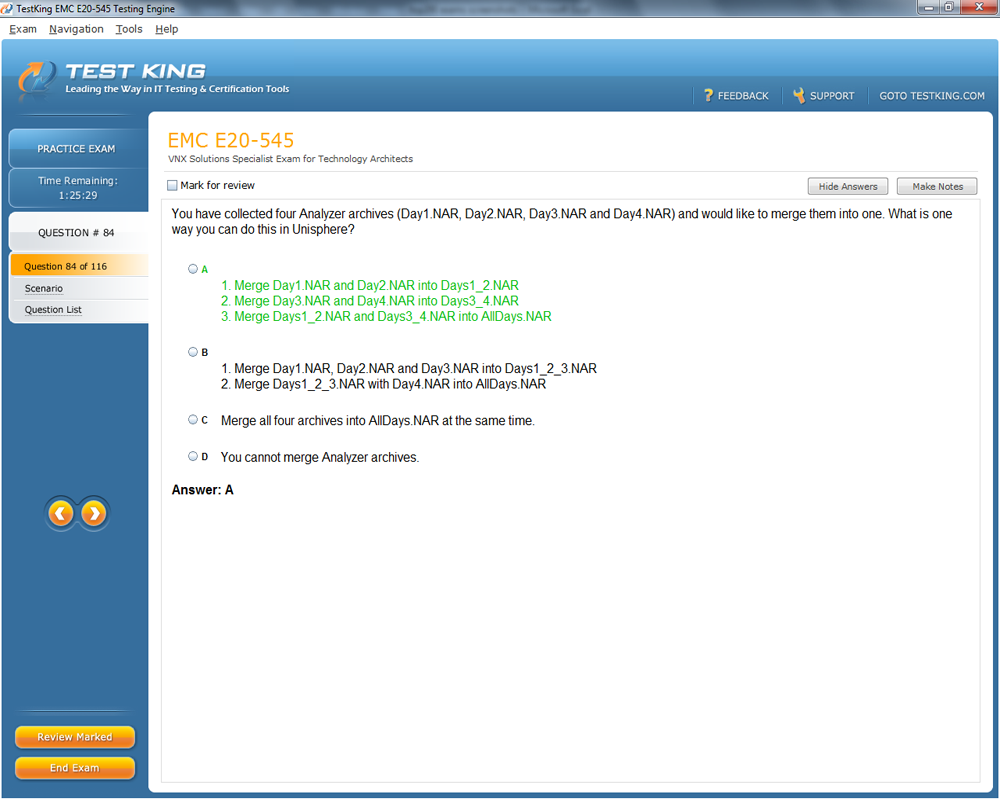 TestKing EMC E20-545 Testing Engine
Exam Navigation Tools Help
TEST KING
Leading the Way in IT Testing & Certification Tools
? FEEDBACK SUPPORT GOTO TESTKING.COM
PRACTICE EXAM
Time Remaining:
1:25:29
QUESTION # 84
Question 84 of 116
Scenario
Question List
Review Marked
End Exam
EMC E20-545
VNX Solutions Specialist Exam for Technology Architects
Mark for review
Hide Answers Make Notes
You have collected four Analyzer archives (Day1.NAR, Day2.NAR, Day3.NAR and Day4.NAR) and would like to merge them into one. What is one
way you can do this in Unisphere?
A
1. Merge Day1.NAR and Day2.NAR into Days1_2.NAR
2. Merge Day3.NAR and Day4.NAR into Days3_4.NAR
3. Merge Days1_2.NAR and Days3_4.NAR into AllDays.NAR
B
1. Merge Day1.NAR, Day2.NAR and Day3.NAR into Days1_2_3.NAR
2. Merge Days1_2_3.NAR with Day4.NAR into AllDays.NAR
C Merge all four archives into AllDays.NAR at the same time.
D You cannot merge Analyzer archives.
Answer: A